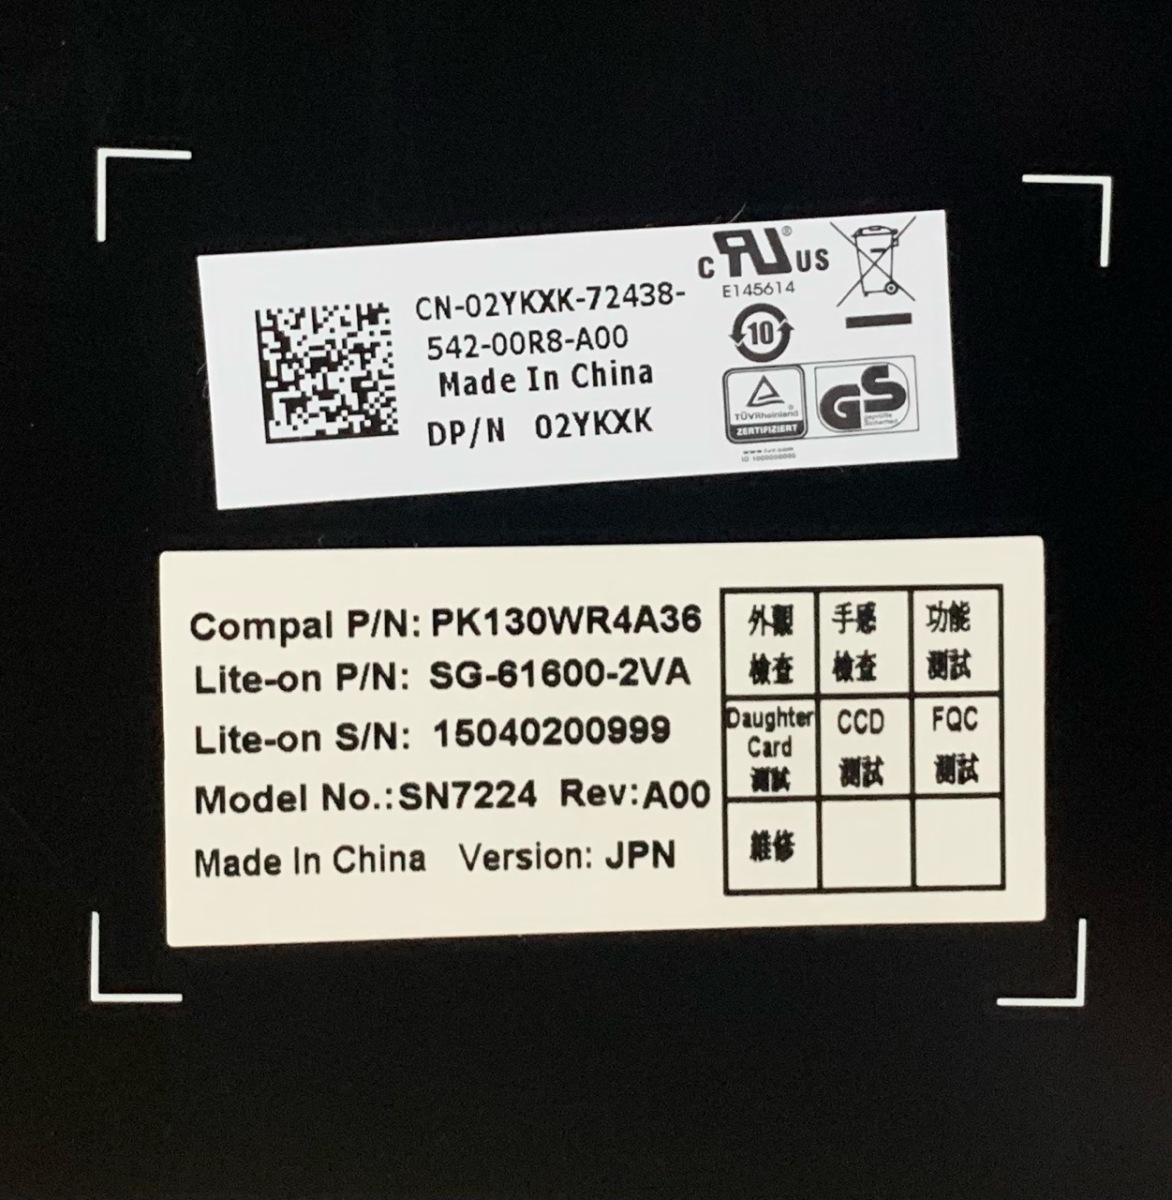 CN-02YKXK-72438-
542-00R8-A00
Made In China
DP/N 02YKXK
c RU US
®
E145614
10
TÜVRheinland
®
ZERTIFIZIERT
GS
geprüfte
Sicherheit
Compal P/N: PK130WR4A36
Lite-on P/N: SG-61600-2VA
Lite-on S/N: 15040200999
Model No.:SN7224 Rev:A00
Made In China Version: JPN
外觀 手感 功能
檢查 檢查 測試
Daughter CCD FQC
Card
測試 測試 測試
維修